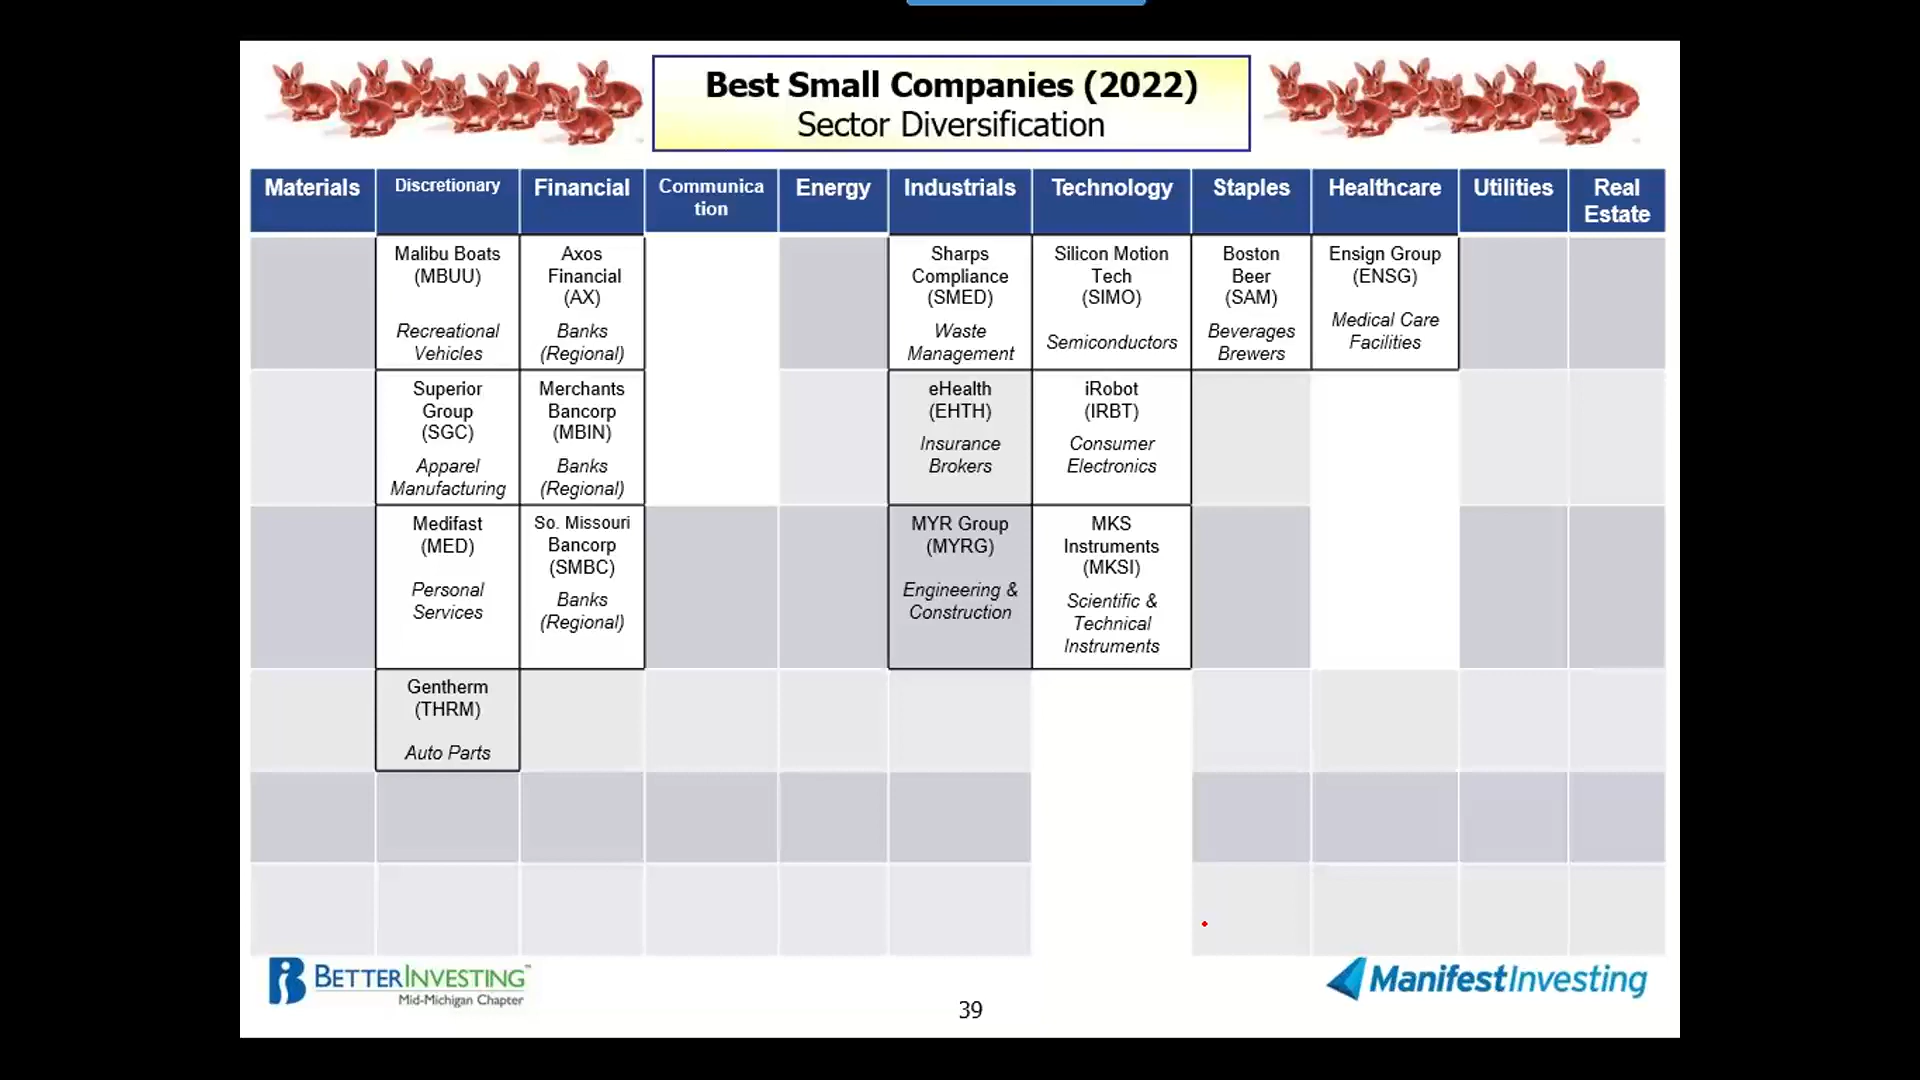 Best Small Companies (2022)
Sector Diversification
Materials
Discretionary
Financial
Communica
tion
Energy
Industrials
Technology
Staples
Healthcare
Utilities
Real
Estate
Malibu Boats
(MBUU)
Recreational
Vehicles
Axos
Financial
(AX)
Banks
(Regional)
Sharps
Compliance
(SMED)
Waste
Management
Silicon Motion
Tech
(SIMO)
Semiconductors
Boston
Beer
(SAM)
Beverages
Brewers
Ensign Group
(ENSG)
Medical Care
Facilities
Superior
Group
(SGC)
Apparel
Manufacturing
Merchants
Bancorp
(MBIN)
Banks
(Regional)
eHealth
(EHTH)
Insurance
Brokers
iRobot
(IRBT)
Consumer
Electronics
Medifast
(MED)
Personal
Services
So. Missouri
Bancorp
(SMBC)
Banks
(Regional)
MYR Group
(MYRG)
Engineering &
Construction
MKS
Instruments
(MKSI)
Scientific &
Technical
Instruments
Gentherm
(THRM)
Auto Parts
BETTERINVESTING™
Mid-Michigan Chapter
39
ManifestInvesting